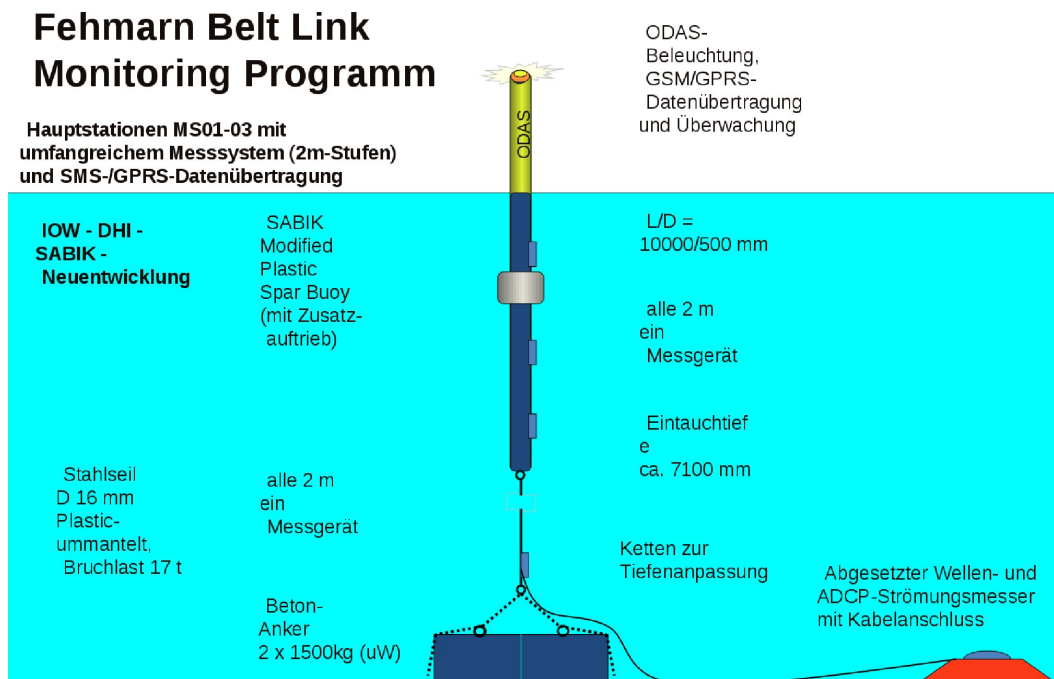 Fehmarn Belt Link
Monitoring Programm
Hauptstationen MS01-03 mit
umfangreichem Messsystem (2m-Stufen)
und SMS-/GPRS-Datenübertragung
ODAS-
Beleuchtung,
GSM/GPRS-
Datenübertragung
und Überwachung
ODAS
IOW - DHI -
SABIK -
Neuentwicklung
SABIK
Modified
Plastic
Spar Buoy
(mit Zusatz-
auftrieb)
L/D =
10000/500 mm
alle 2 m
ein
Messgerät
Eintauchtief
e
ca. 7100 mm
Stahlseil
D 16 mm
Plastic-
ummantelt,
Bruchlast 17 t
alle 2 m
ein
Messgerät
Ketten zur
Tiefenanpassung
Abgesetzter Wellen- und
ADCP-Strömungsmesser
mit Kabelanschluss
Beton-
Anker
2 x 1500kg (uW)